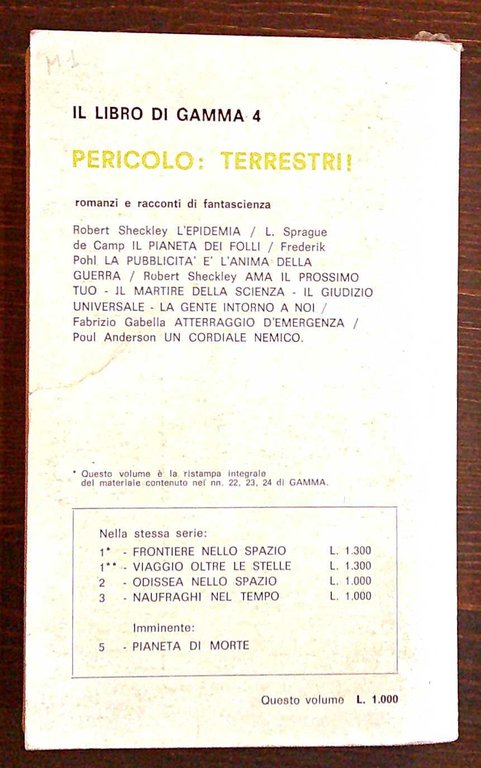 M1
IL LIBRO DI GAMMA 4
PERICOLO: TERRESTRI!
romanzi e racconti di fantascienza
Robert Sheckley L'EPIDEMIA / L. Sprague
de Camp IL PIANETA DEI FOLLI / Frederik
Pohl LA PUBBLICITA' E' L'ANIMA DELLA
GUERRA / Robert Sheckley AMA IL PROSSIMO
TUO - IL MARTIRE DELLA SCIENZA - IL GIUDIZIO
UNIVERSALE - LA GENTE INTORNO A NOI /
Fabrizio Gabella ATTERRAGGIO D'EMERGENZA /
Poul Anderson UN CORDIALE NEMICO.
* Questo volume è la ristampa integrale
del materiale contenuto nei nn. 22, 23, 24 di GAMMA.
Nella stessa serie:
1* - FRONTIERE NELLO SPAZIO L. 1.300
1** - VIAGGIO OLTRE LE STELLE L. 1.300
2 - ODISSEA NELLO SPAZIO L. 1.000
3 - NAUFRAGHI NEL TEMPO L. 1.000
Imminente:
5 - PIANETA DI MORTE
Questo volume L. 1.000